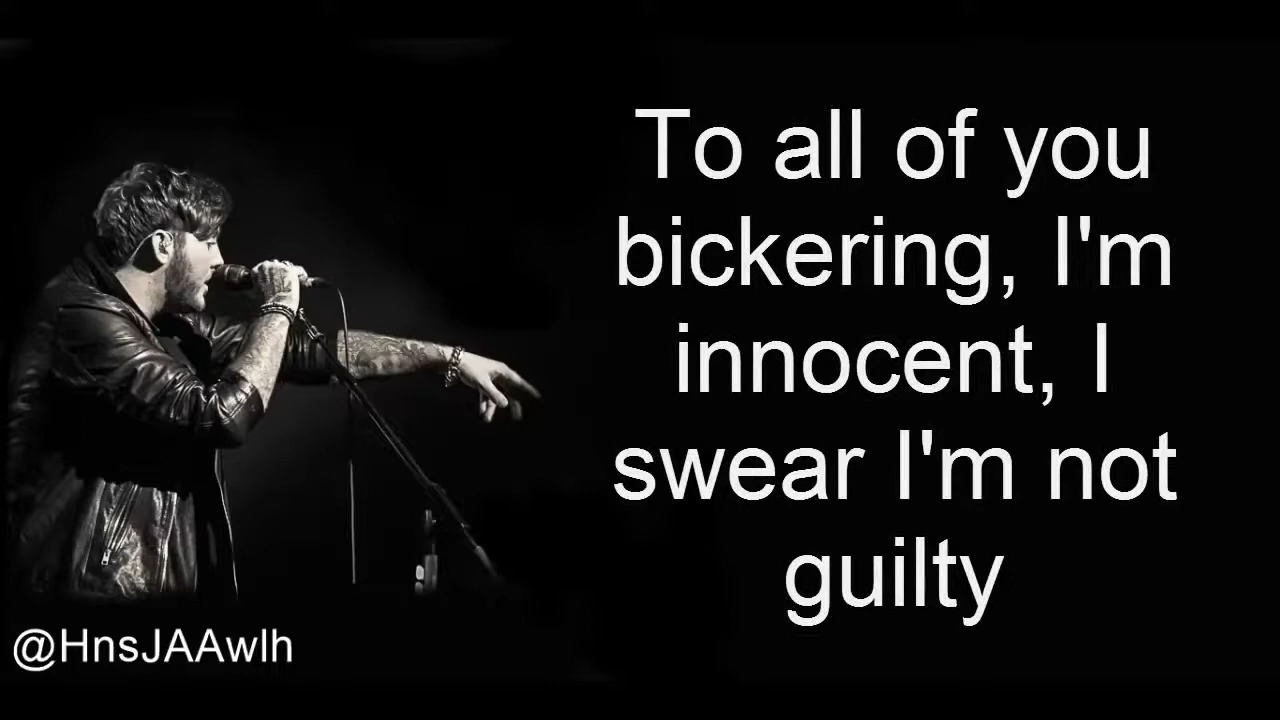 To all of you
bickering, I'm
innocent, I
swear I'm not
guilty
@HnsJAAwlh